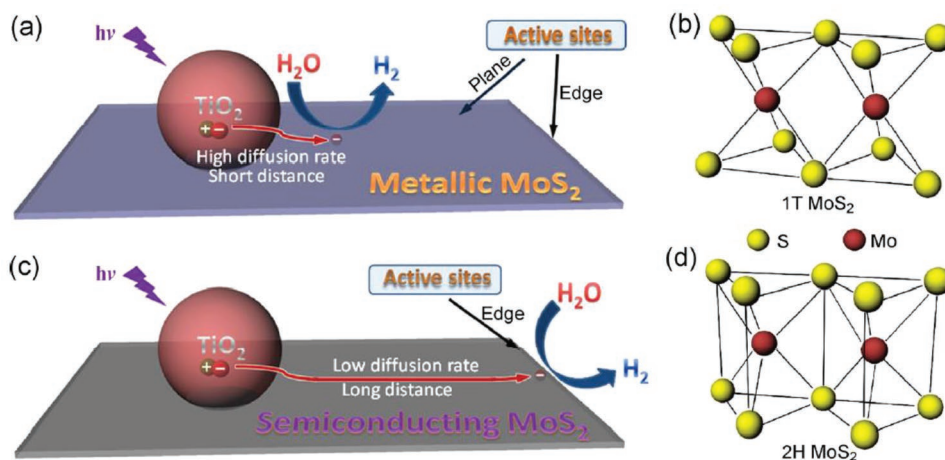 (a)
hν
TiO₂
+ −
H₂O
H₂
Active sites
Plane
Edge
−
High diffusion rate
Short distance
Metallic MoS₂
(b)
1T MoS₂
S
Mo
(c)
hν
TiO₂
+ −
Active sites
Edge
H₂O
H₂
Low diffusion rate
Long distance
−
Semiconducting MoS₂
(d)
2H MoS₂